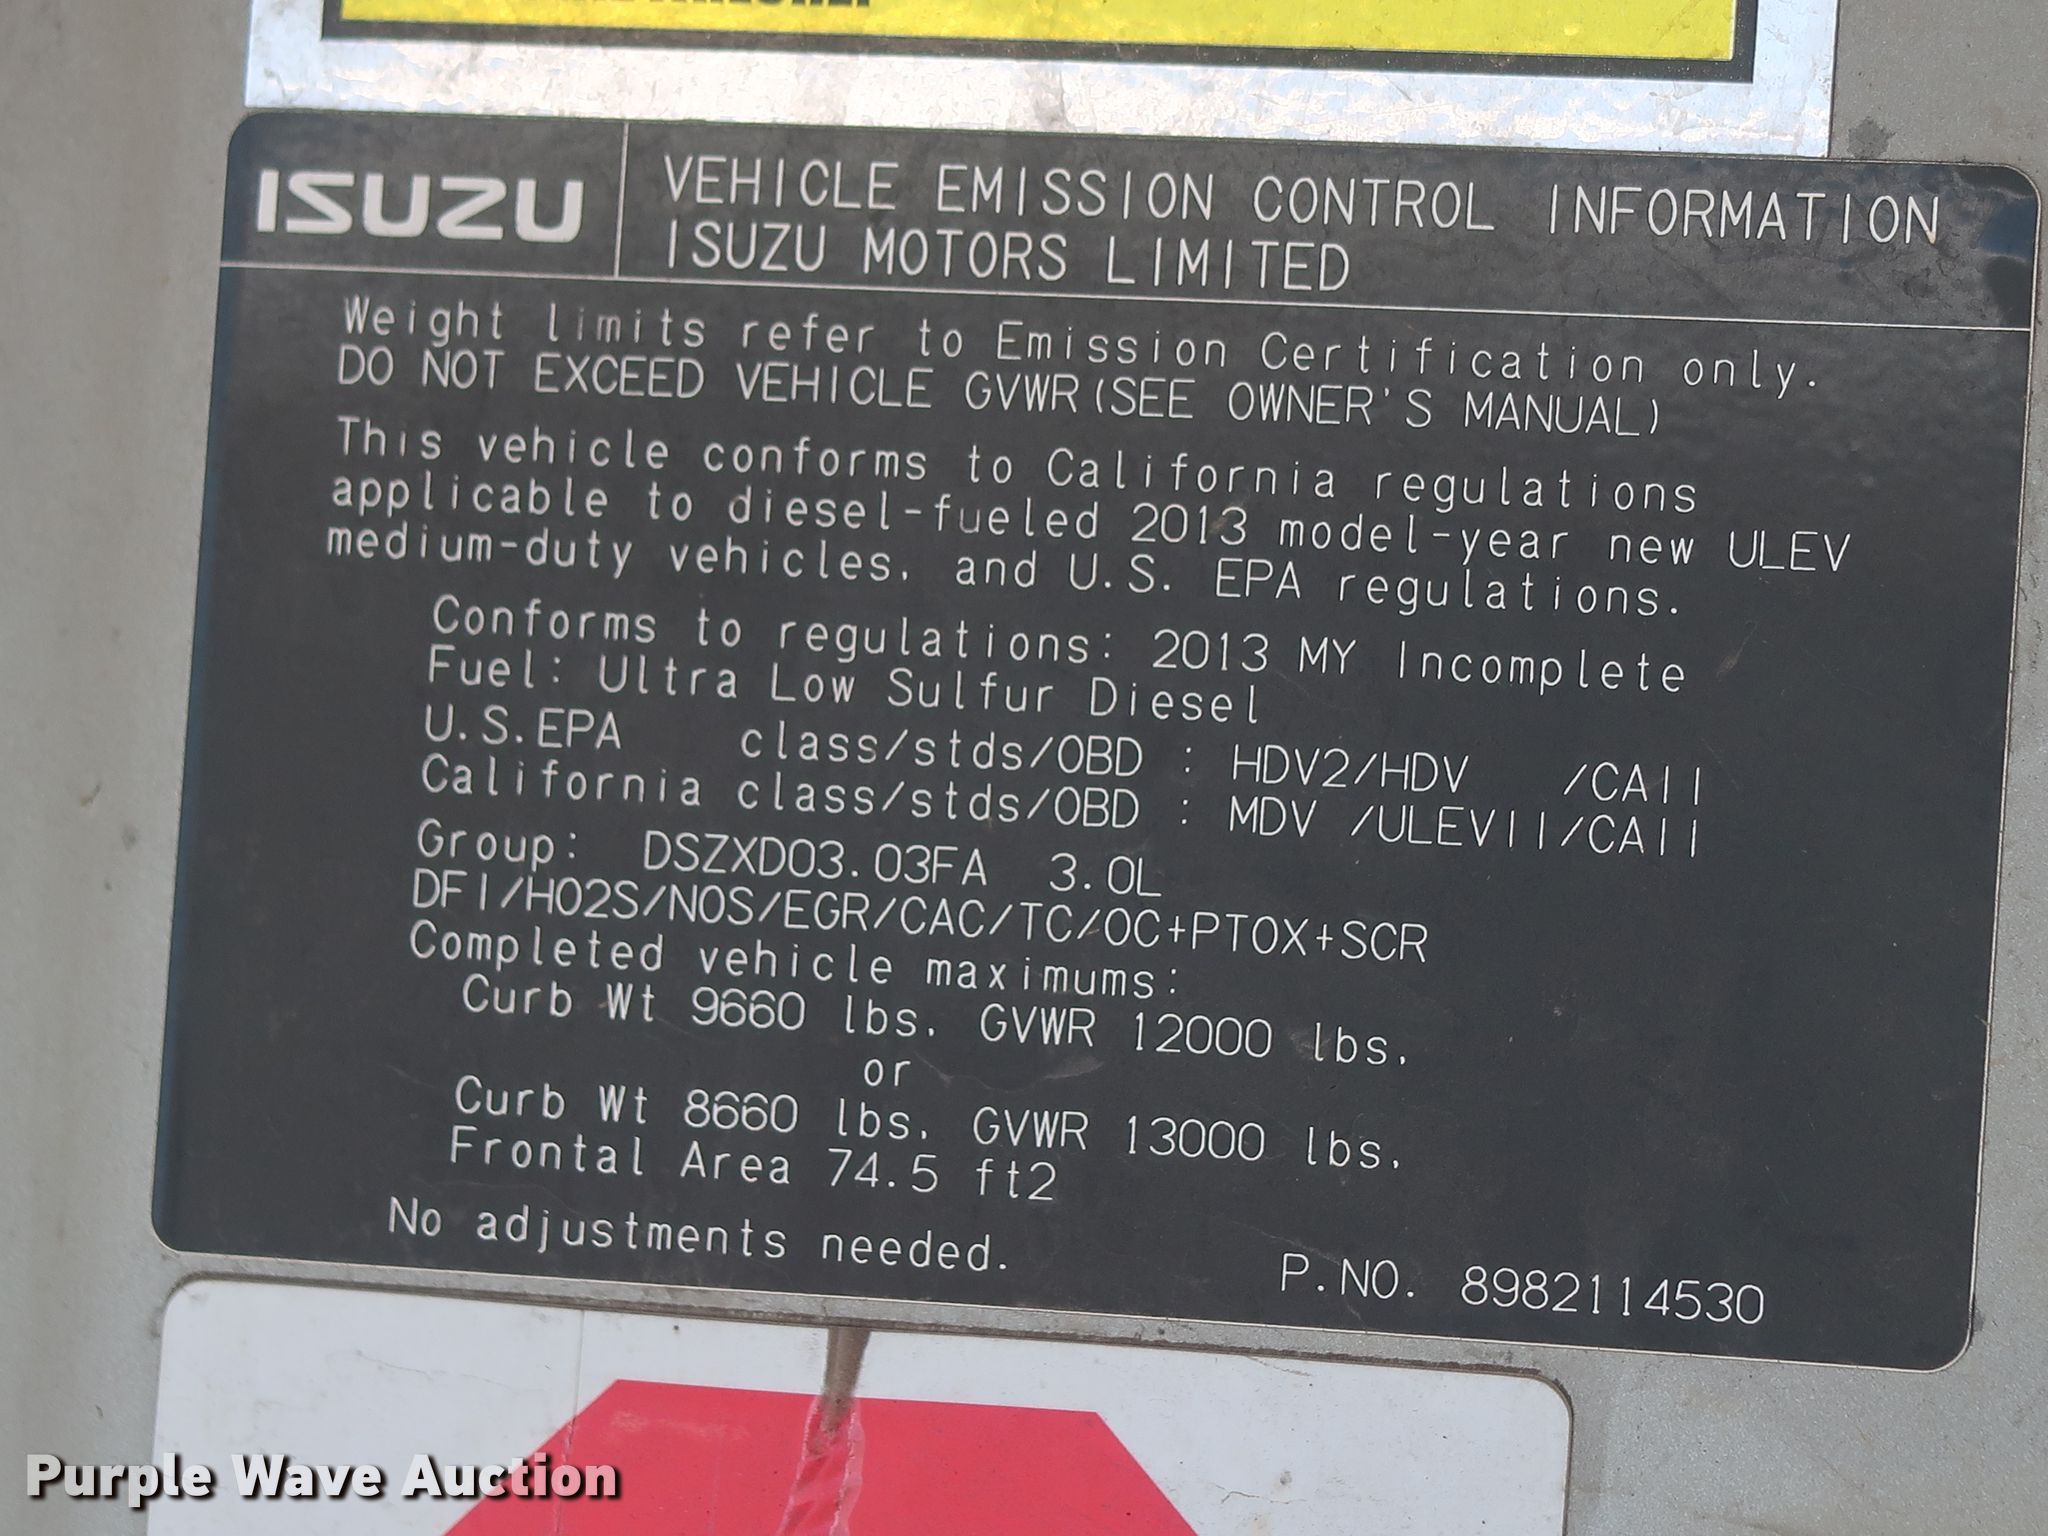 ISUZU
VEHICLE EMISSION CONTROL INFORMATION
ISUZU MOTORS LIMITED
Weight limits refer to Emission Certification only.
DO NOT EXCEED VEHICLE GVWR(SEE OWNER'S MANUAL)
This vehicle conforms to California regulations
applicable to diesel-fueled 2013 model-year new ULEV
medium-duty vehicles, and U.S. EPA regulations.
Conforms to regulations: 2013 MY Incomplete
Fuel: Ultra Low Sulfur Diesel
U.S.EPA class/stds/OBD : HDV2/HDV /CAII
California class/stds/OBD : MDV /ULEVII/CAII
Group: DSZXD03.03FA 3.0L
DFI/HO2S/NOS/EGR/CAC/TC/OC+PTOX+SCR
Completed vehicle maximums:
Curb Wt 9660 lbs, GVWR 12000 lbs,
or
Curb Wt 8660 lbs, GVWR 13000 lbs,
Frontal Area 74.5 ft2
No adjustments needed.
P.NO. 8982114530
Purple Wave Auction